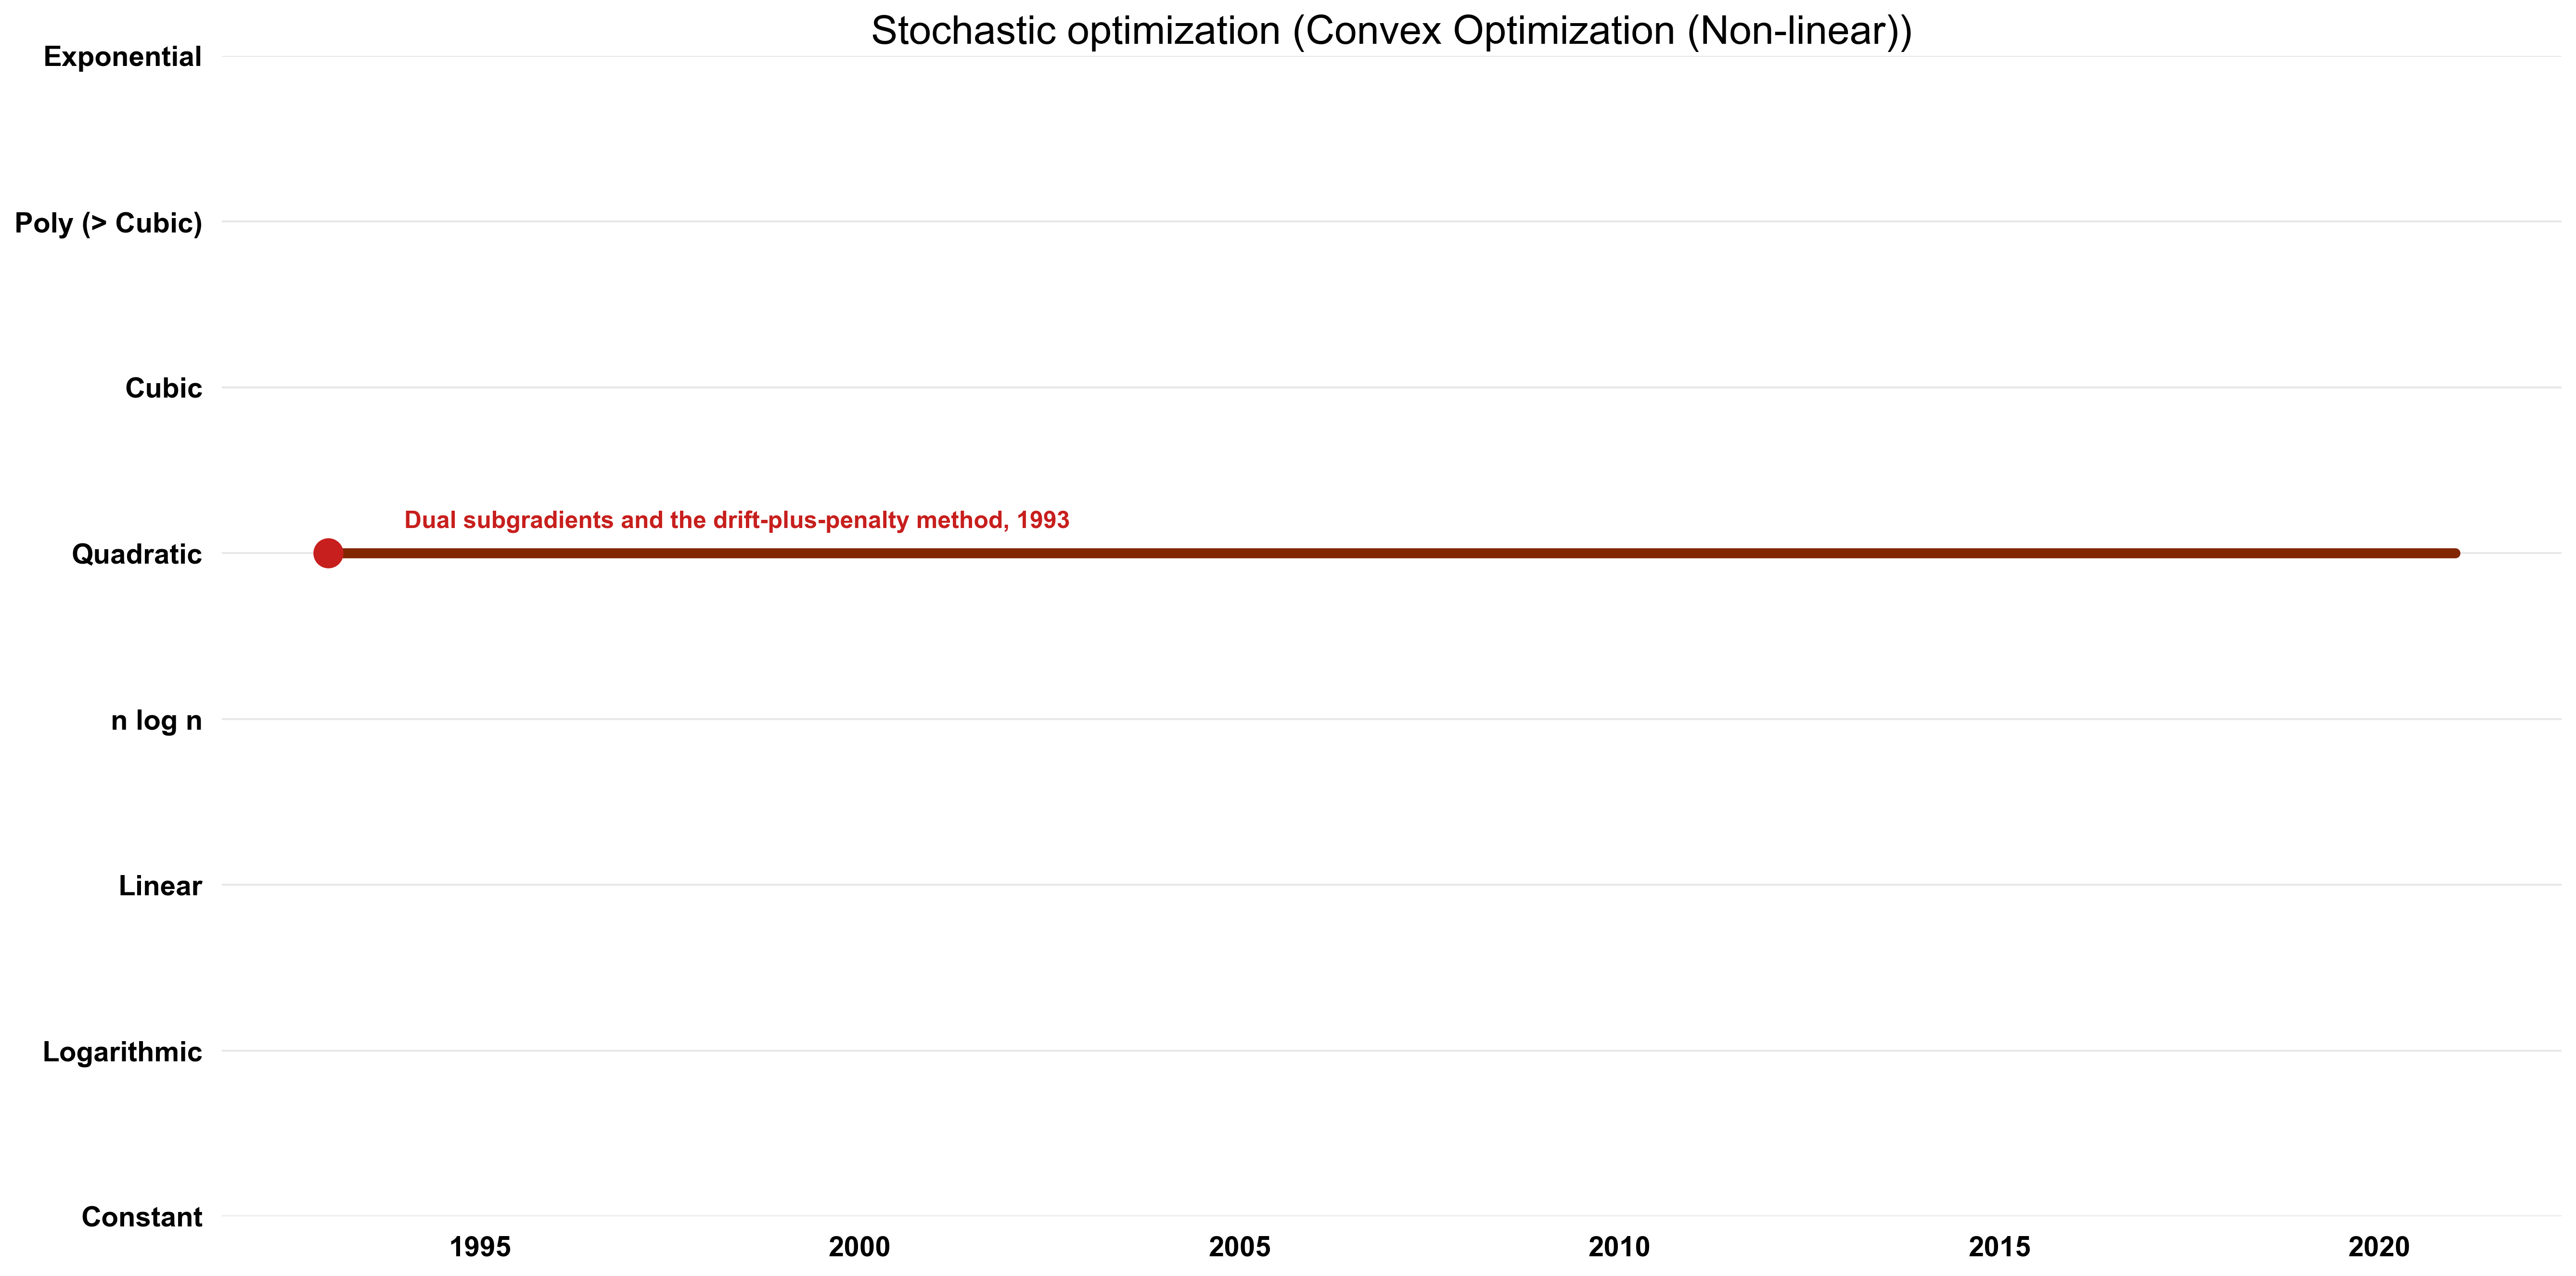 Stochastic optimization (Convex Optimization (Non-linear))
Exponential
Poly (> Cubic)
Cubic
Dual subgradients and the drift-plus-penalty method, 1993
Quadratic
n log n
Linear
Logarithmic
Constant
1995 2000 2005 2010 2015 2020